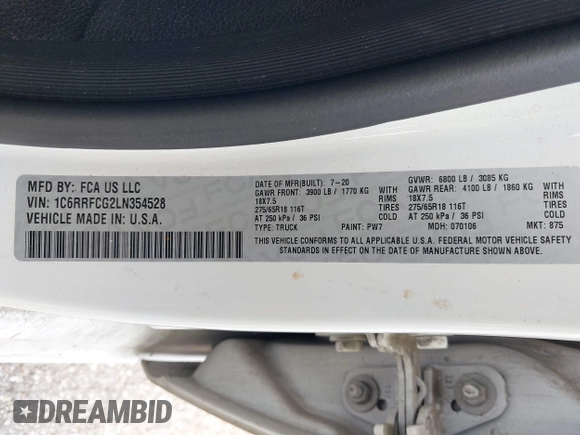 MFD BY: FCA US LLC
VIN: 1C6RRFCG2LN354528
VEHICLE MADE IN: U.S.A.
DATE OF MFR(BUILT): 7-20 GVWR: 6800 LB / 3085 KG
GAWR FRONT: 3900 LB / 1770 KG WITH GAWR REAR: 4100 LB / 1860 KG WITH
18X7.5 RIMS 18X7.5 RIMS
275/65R18 116T TIRES 275/65R18 116T TIRES
AT 250 kPa / 36 PSI COLD AT 250 kPa / 36 PSI COLD
TYPE: TRUCK PAINT: PW7 MDH: 070106 MKT: 875
THIS VEHICLE CONFORMS TO ALL APPLICABLE U.S.A. FEDERAL MOTOR VEHICLE SAFETY
STANDARDS IN EFFECT ON THE DATE OF MANUFACTURE SHOWN ABOVE.
DREAMBID